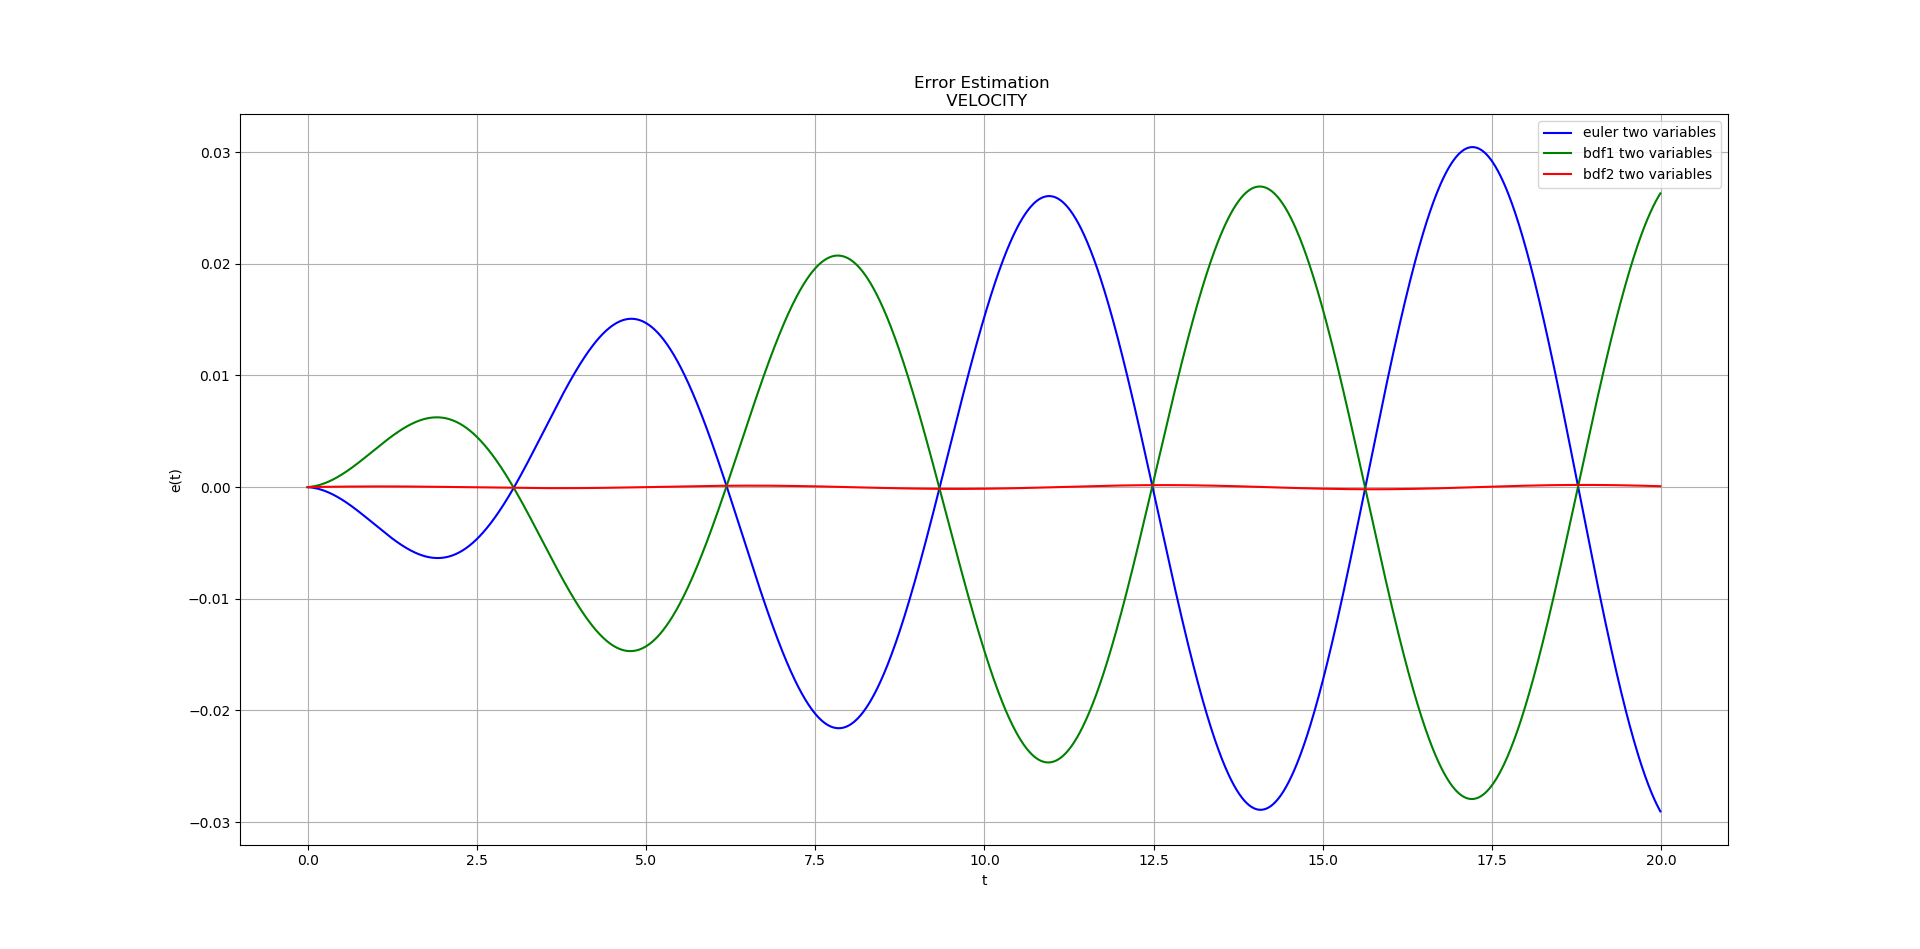 Error Estimation
VELOCITY
euler two variables
bdf1 two variables
bdf2 two variables
e(t)
0.03
0.02
0.01
0.00
−0.01
−0.02
−0.03
0.0 2.5 5.0 7.5 10.0 12.5 15.0 17.5 20.0
t